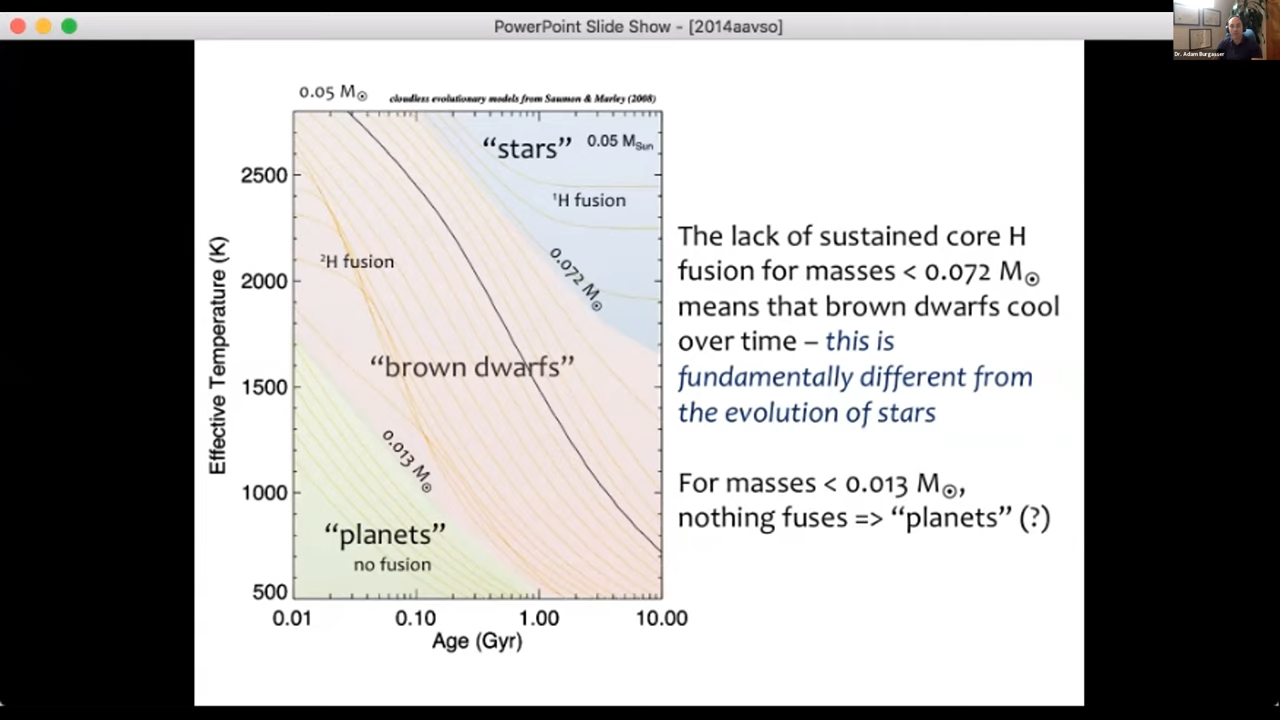 PowerPoint Slide Show - [2014aavso]
Dr. Adam Burgasser
0.05 M☉
cloudless evolutionary models from Saumon & Marley (2008)
“stars”
0.05 MSun
¹H fusion
²H fusion
0.072 M☉
“brown dwarfs”
0.013 M☉
“planets”
no fusion
Effective Temperature (K)
2500
2000
1500
1000
500
0.01
0.10
1.00
10.00
Age (Gyr)
The lack of sustained core H
fusion for masses < 0.072 M☉
means that brown dwarfs cool
over time – this is
fundamentally different from
the evolution of stars
For masses < 0.013 M☉,
nothing fuses => “planets” (?)